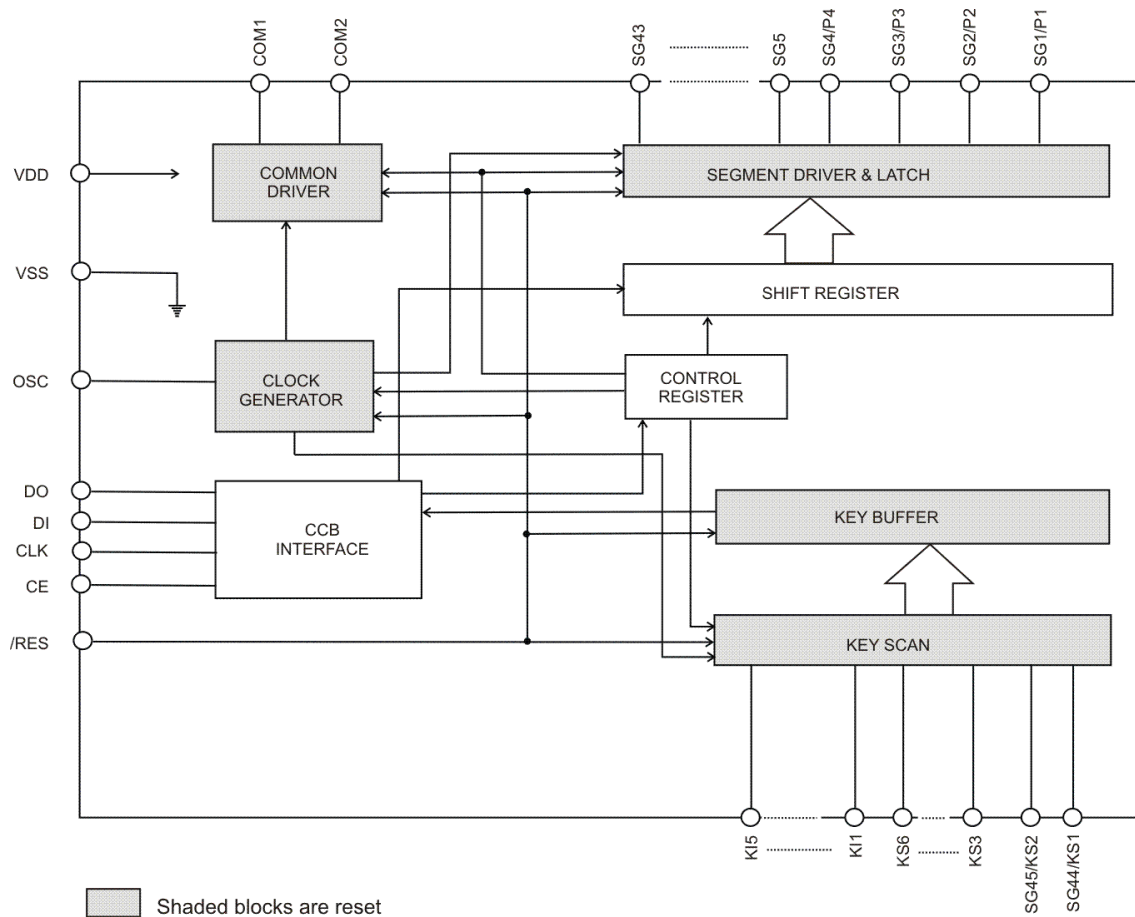 COM1
COM2
SG43
SG5
SG4/P4
SG3/P3
SG2/P2
SG1/P1
VDD
COMMON
DRIVER
SEGMENT DRIVER & LATCH
VSS
SHIFT REGISTER
OSC
CLOCK
GENERATOR
CONTROL
REGISTER
DO
DI
CLK
CE
CCB
INTERFACE
KEY BUFFER
/RES
KEY SCAN
KI5
KI1
KS6
KS3
SG45/KS2
SG44/KS1
Shaded blocks are reset